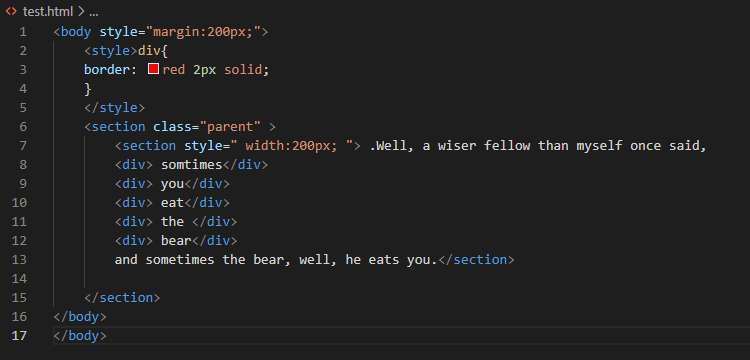 test.html > ...
1 <body style="margin:200px;">
2 <style>div{
3 border: red 2px solid;
4 }
5 </style>
6 <section class="parent" >
7 <section style=" width:200px; "> .Well, a wiser fellow than myself once said,
8 <div> somtimes</div>
9 <div> you</div>
10 <div> eat</div>
11 <div> the </div>
12 <div> bear</div>
13 and sometimes the bear, well, he eats you.</section>
14
15 </section>
16 </body>
17 </body>